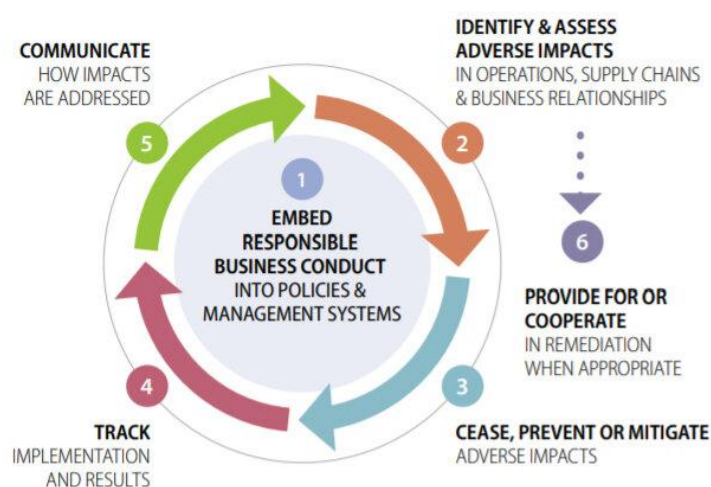 1
EMBED
RESPONSIBLE
BUSINESS CONDUCT
INTO POLICIES &
MANAGEMENT SYSTEMS
2
IDENTIFY & ASSESS
ADVERSE IMPACTS
IN OPERATIONS, SUPPLY CHAINS
& BUSINESS RELATIONSHIPS
3
CEASE, PREVENT OR MITIGATE
ADVERSE IMPACTS
4
TRACK
IMPLEMENTATION
AND RESULTS
5
COMMUNICATE
HOW IMPACTS
ARE ADDRESSED
6
PROVIDE FOR OR
COOPERATE
IN REMEDIATION
WHEN APPROPRIATE